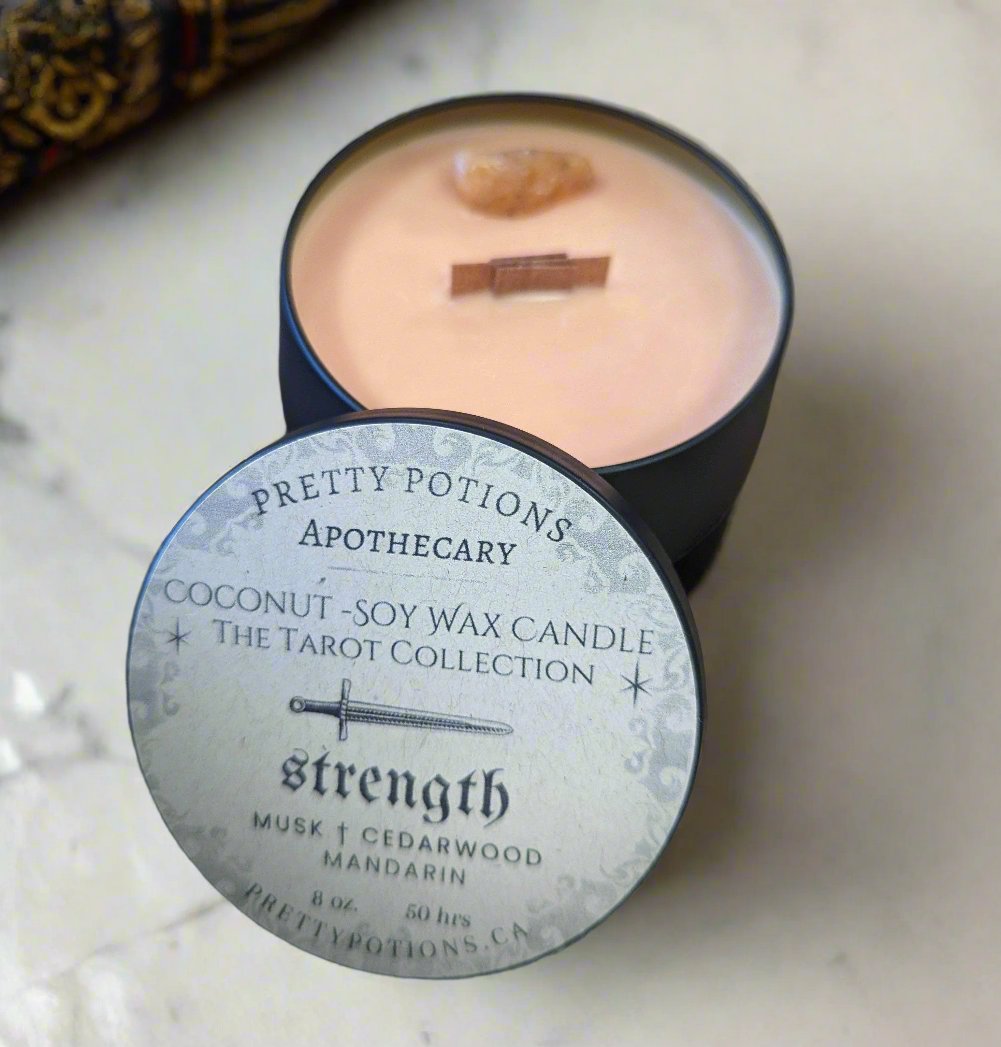 PRETTY POTIONS
APOTHECARY
COCONUT -SOY WAX CANDLE
THE TAROT COLLECTION
strength
MUSK † CEDARWOOD
MANDARIN
8 oz. 50 hrs
PRETTYPOTIONS.CA